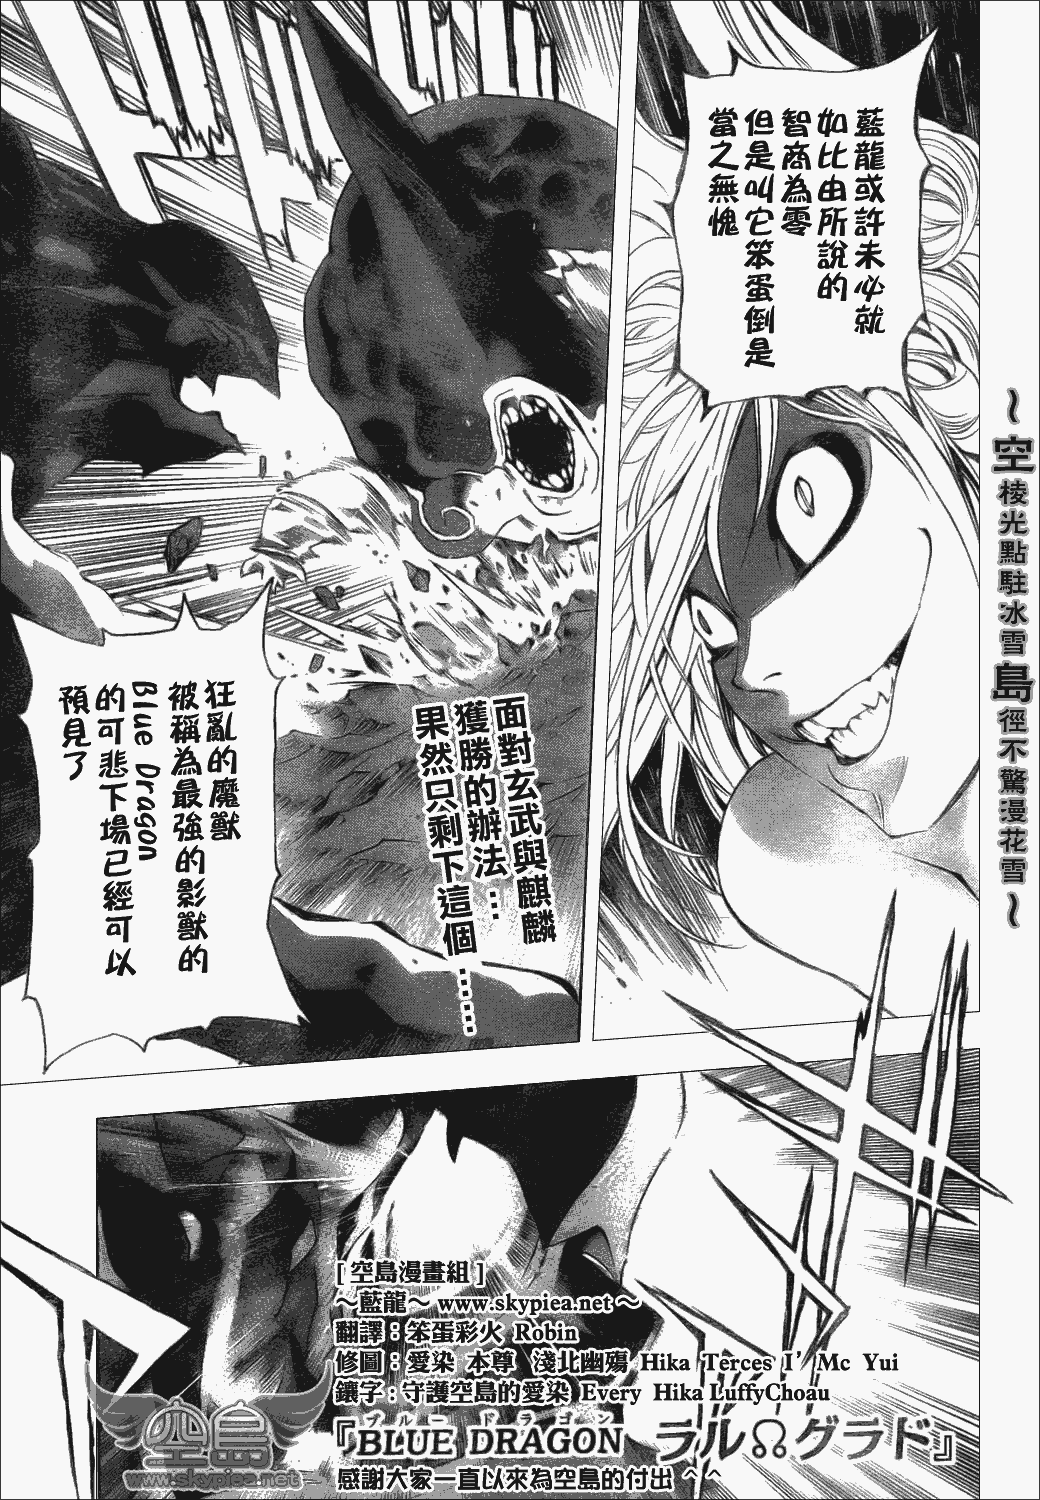 藍龍或許未必就
如比由所說的
智商為零
但是叫它笨蛋倒是
當之無愧
面對玄武與麒麟
獲勝的辦法…
果然只剩下這個……
狂亂的魔獸
被稱為最強的影獸的
Blue Dragon
的可悲下場已經可以
預見了
~空棱光點駐冰雪島徑不驚漫花雪~
[空島漫畫組]
~藍龍~ www.skypiea.net~
翻譯：笨蛋彩火 Robin
修圖：愛染 本尊 淺北幽殤 Hika Terces I’Mc Yui
鑲字：守護空島的愛染 Every Hika LuffyChoau
ブルードラゴン
『BLUE DRAGON ラルΩグラド』
感謝大家一直以來為空島的付出 ^ ^
空島
www.skypiea.net